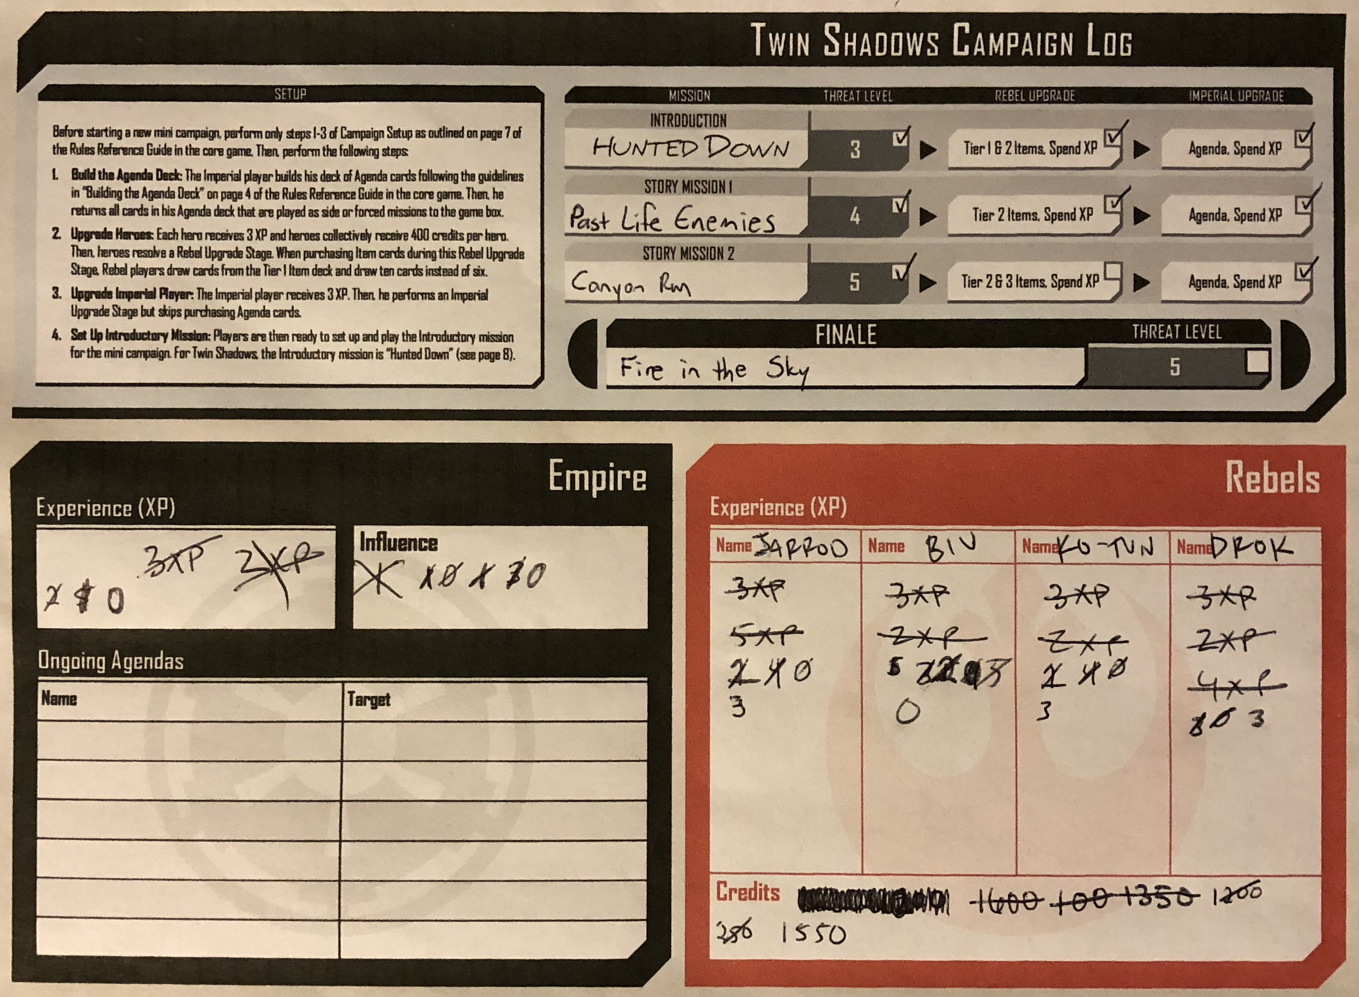 Twin Shadows Campaign Log
SETUP
Before starting a new mini campaign, perform only steps 1-3 of Campaign Setup as outlined on page 7 of
the Rules Reference Guide in the core game. Then, perform the following steps:
1. Build the Agenda Deck: The Imperial player builds his deck of Agenda cards following the guidelines
in "Building the Agenda Deck" on page 4 of the Rules Reference Guide in the core game. Then, he
returns all cards in his Agenda deck that are played as side or forced missions to the game box.
2. Upgrade Heroes: Each hero receives 3 XP and heroes collectively receive 400 credits per hero.
Then, heroes resolve a Rebel Upgrade Stage. When purchasing Item cards during this Rebel Upgrade
Stage, Rebel players draw cards from the Tier 1 Item deck and draw ten cards instead of six.
3. Upgrade Imperial Player: The Imperial player receives 3 XP. Then, he performs an Imperial
Upgrade Stage but skips purchasing Agenda cards.
4. Set Up Introductory Mission: Players are then ready to set up and play the Introductory mission
for the mini campaign. For Twin Shadows, the Introductory mission is "Hunted Down" (see page 8).
MISSION THREAT LEVEL REBEL UPGRADE IMPERIAL UPGRADE
INTRODUCTION
HUNTED DOWN 3 Tier 1 & 2 Items, Spend XP Agenda, Spend XP
STORY MISSION 1
Past Life Enemies 4 Tier 2 Items, Spend XP Agenda, Spend XP
STORY MISSION 2
Canyon Run 5 Tier 2 & 3 Items, Spend XP Agenda, Spend XP
FINALE THREAT LEVEL
Fire in the Sky 5
Empire
Experience (XP)
3XP 2XP
0
Influence
0
Ongoing Agendas
Name Target
Rebels
Experience (XP)
Name JARROD Name BIV Name KO-TUN Name DROK
3XP 3XP 3XP 3XP
5XP 2XP 2XP 2XP
4XP
3 0 3 3
Credits 1600 100 1350 1200
1550